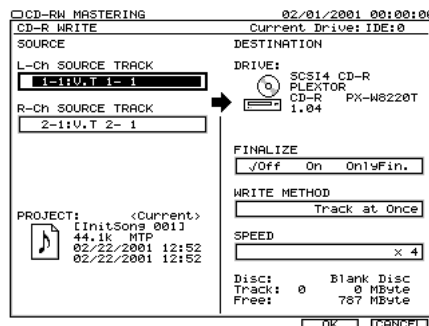 CD-RW MASTERING 02/01/2001 00:00:00
CD-R WRITE Current Drive: IDE:0
SOURCE
L-Ch SOURCE TRACK
1-1:V.T 1- 1
R-Ch SOURCE TRACK
2-1:V.T 2- 1
PROJECT: <Current>
[InitSong 001]
44.1k MTP
02/22/2001 12:52
02/22/2001 12:52
DESTINATION
DRIVE:
SCSI4 CD-R
PLEXTOR
CD-R PX-W8220T
1.04
FINALIZE
√Off On OnlyFin.
WRITE METHOD
Track at Once
SPEED
× 4
Disc: Blank Disc
Track: 0 0 MByte
Free: 787 MByte
OK CANCEL